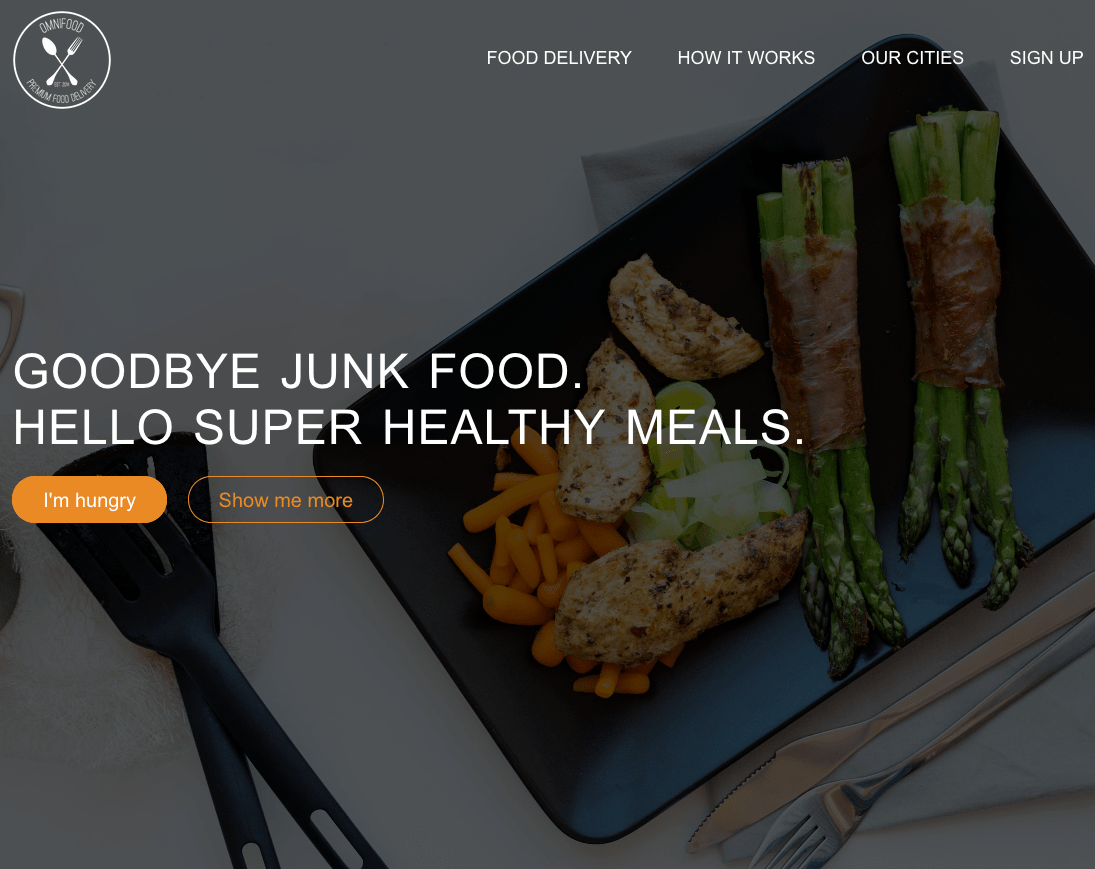 OMNIFOOD
EST 2014
PREMIUM FOOD DELIVERY
FOOD DELIVERY
HOW IT WORKS
OUR CITIES
SIGN UP
GOODBYE JUNK FOOD.
HELLO SUPER HEALTHY MEALS.
I'm hungry
Show me more